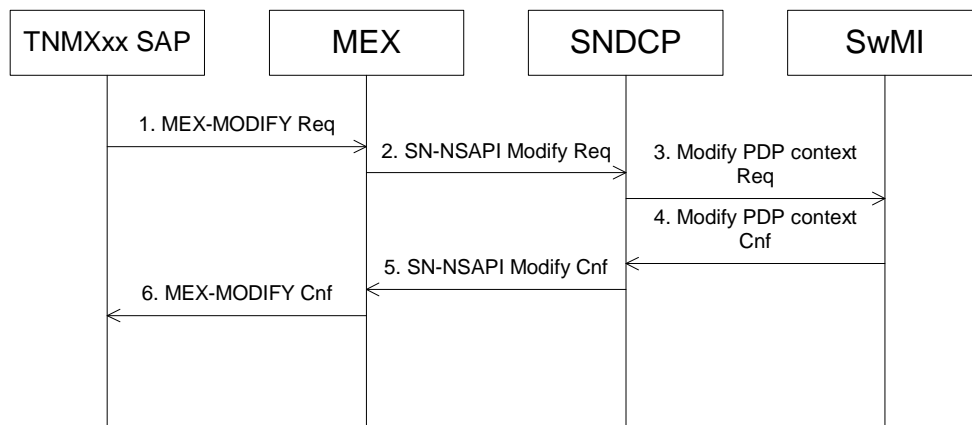 TNMXxx SAP
MEX
SNDCP
SwMI
1. MEX-MODIFY Req
2. SN-NSAPI Modify Req
3. Modify PDP context
Req
4. Modify PDP context
Cnf
5. SN-NSAPI Modify Cnf
6. MEX-MODIFY Cnf